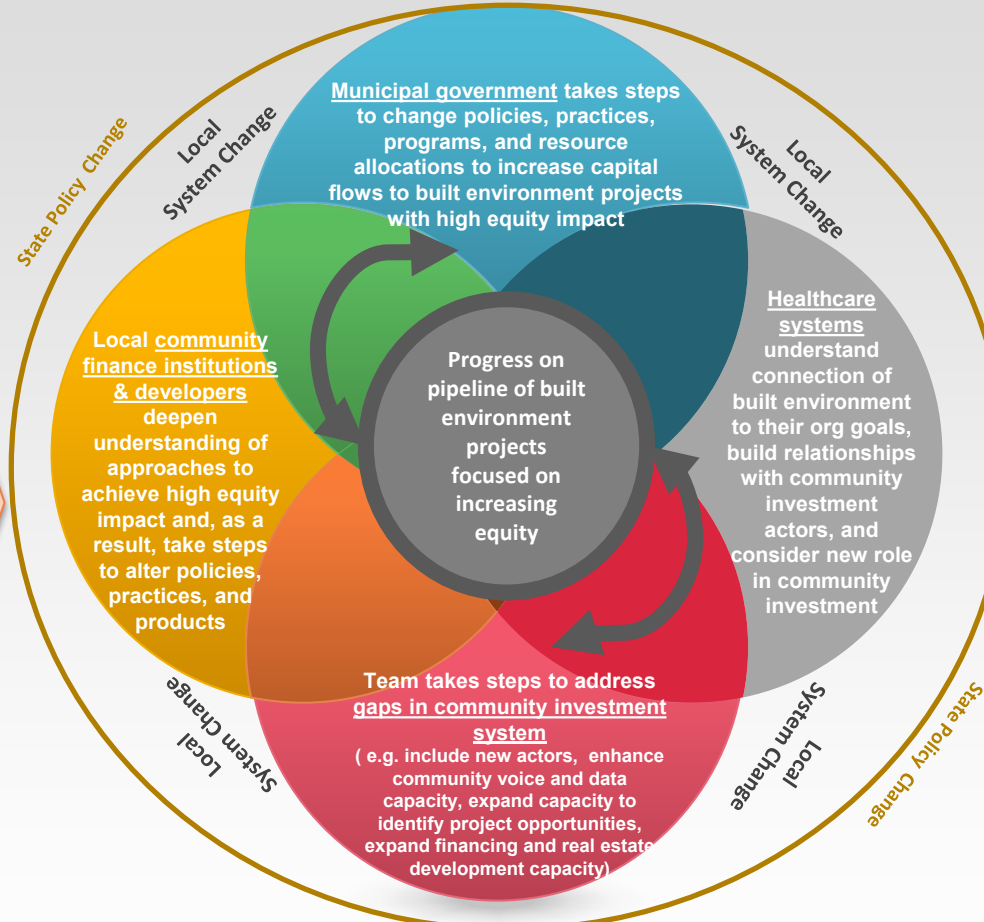 State Policy Change
Local
System Change
Local
System Change
Municipal government takes steps
to change policies, practices,
programs, and resource
allocations to increase capital
flows to built environment projects
with high equity impact
Local community
finance institutions
& developers
deepen
understanding of
approaches to
achieve high equity
impact and, as a
result, take steps
to alter policies,
practices, and
products
Progress on
pipeline of built
environment
projects
focused on
increasing
equity
Healthcare
systems
understand
connection of
built environment
to their org goals,
build relationships
with community
investment
actors, and
consider new role
in community
investment
Team takes steps to address
gaps in community investment
system
( e.g. include new actors,  enhance
community voice and data
capacity, expand capacity to
identify project opportunities,
expand financing and real estate
development capacity)
Local
System Change
Local
System Change
State Policy Change